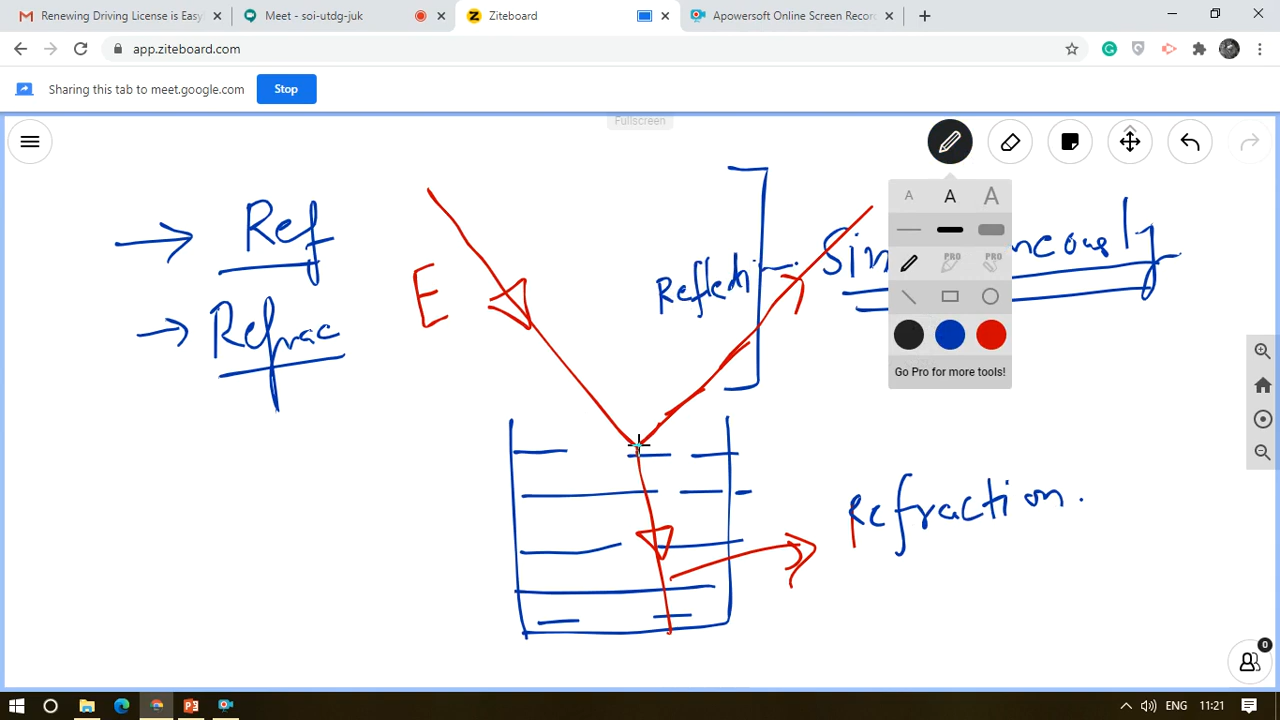 Renewing Driving License is Easy
Meet - soi-utdg-juk
Ziteboard
Apowersoft Online Screen Recor
app.ziteboard.com
Sharing this tab to meet.google.com
Stop
Fullscreen
A A A
PRO PRO
Go Pro for more tools!
Ref
Refrac
E
Reflecti
Refraction.
0
ENG 11:21